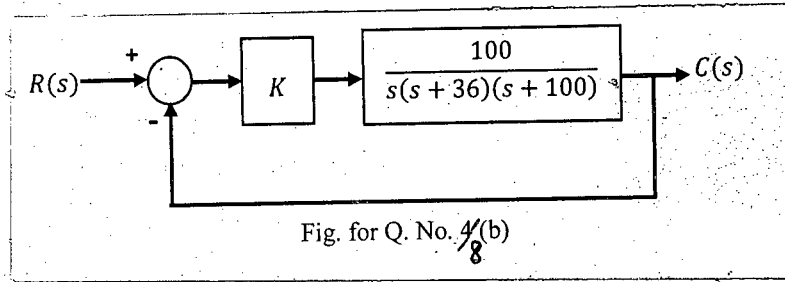 100
+
R(s)
K
s(s + 36)(s + 100)
C(s)
-
Fig. for Q. No. 4/8(b)